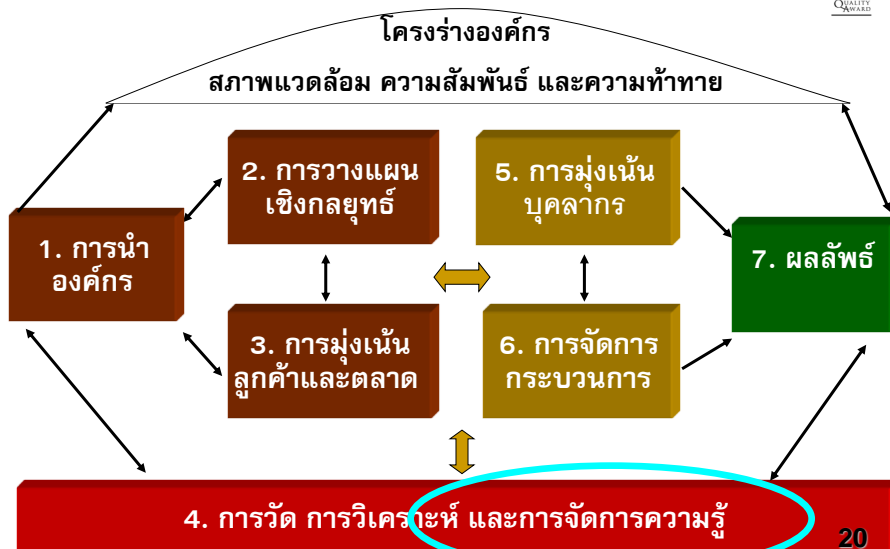 QUALITY
AWARD
โครงร่างองค์กร
สภาพแวดล้อม ความสัมพันธ์ และความท้าทาย
2. การวางแผน
เชิงกลยุทธ์
5. การมุ่งเน้น
บุคลากร
1. การนำ
องค์กร
7. ผลลัพธ์
3. การมุ่งเน้น
ลูกค้าและตลาด
6. การจัดการ
กระบวนการ
4. การวัด การวิเคราะห์ และการจัดการความรู้
20